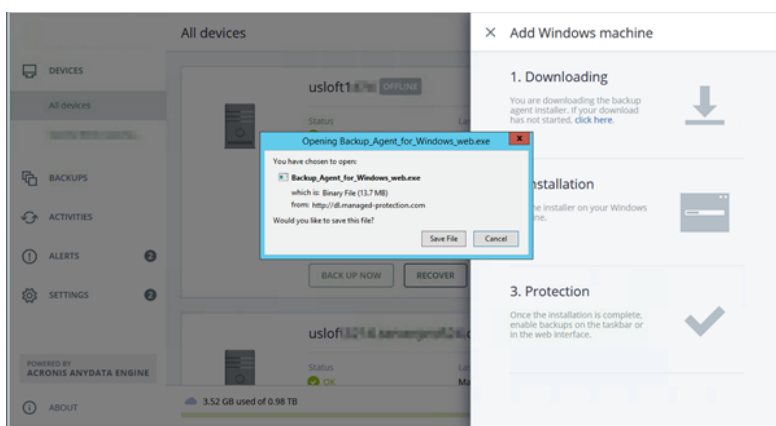 All devices
Add Windows machine
DEVICES
All devices
usloft1 OFFLINE
Status
1. Downloading
You are downloading the backup
agent installer. If your download
has not started, click here.
Opening Backup_Agent_for_Windows_web.exe
x
You have chosen to open:
Backup_Agent_for_Windows_web.exe
which is: Binary File (13.7 MB)
from: http://dl.managed-protection.com
Would you like to save this file?
Save File Cancel
BACKUPS
nstallation
installer on your Windows
ACTIVITIES
ALERTS 2
BACK UP NOW RECOVER
SETTINGS 2
3. Protection
Once the installation is complete,
enable backups on the taskbar or
in the web interface.
uslof
Status
OK
POWERED BY
ACRONIS ANYDATA ENGINE
3.52 GB used of 0.98 TB
ABOUT